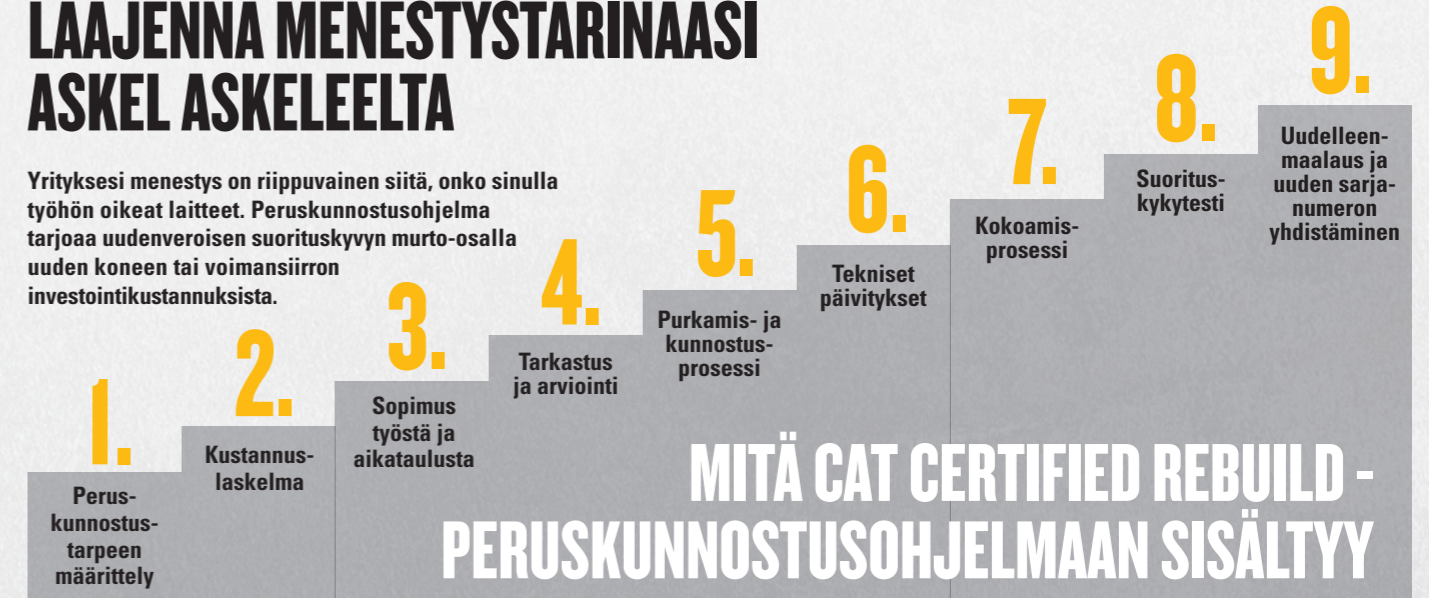 LAAJENNA MENESTYSTARINAASI
ASKEL ASKELEELTA
Yrityksesi menestys on riippuvainen siitä, onko sinulla
työhön oikeat laitteet. Peruskunnostusohjelma
tarjoaa uudenveroisen suorituskyvyn murto-osalla
uuden koneen tai voimansiirron
investointikustannuksista.
1.
Perus-
kunnostus-
tarpeen
määrittely
2.
Kustannus-
laskelma
3.
Sopimus
työstä ja
aikataulusta
4.
Tarkastus
ja arviointi
5.
Purkamis- ja
kunnostus-
prosessi
6.
Tekniset
päivitykset
7.
Kokoamis-
prosessi
8.
Suoritus-
kykytesti
9.
Uudelleen-
maalaus ja
uuden sarja-
numeron
yhdistäminen
MITÄ CAT CERTIFIED REBUILD -
PERUSKUNNOSTUSOHJELMAAN SISÄLTYY